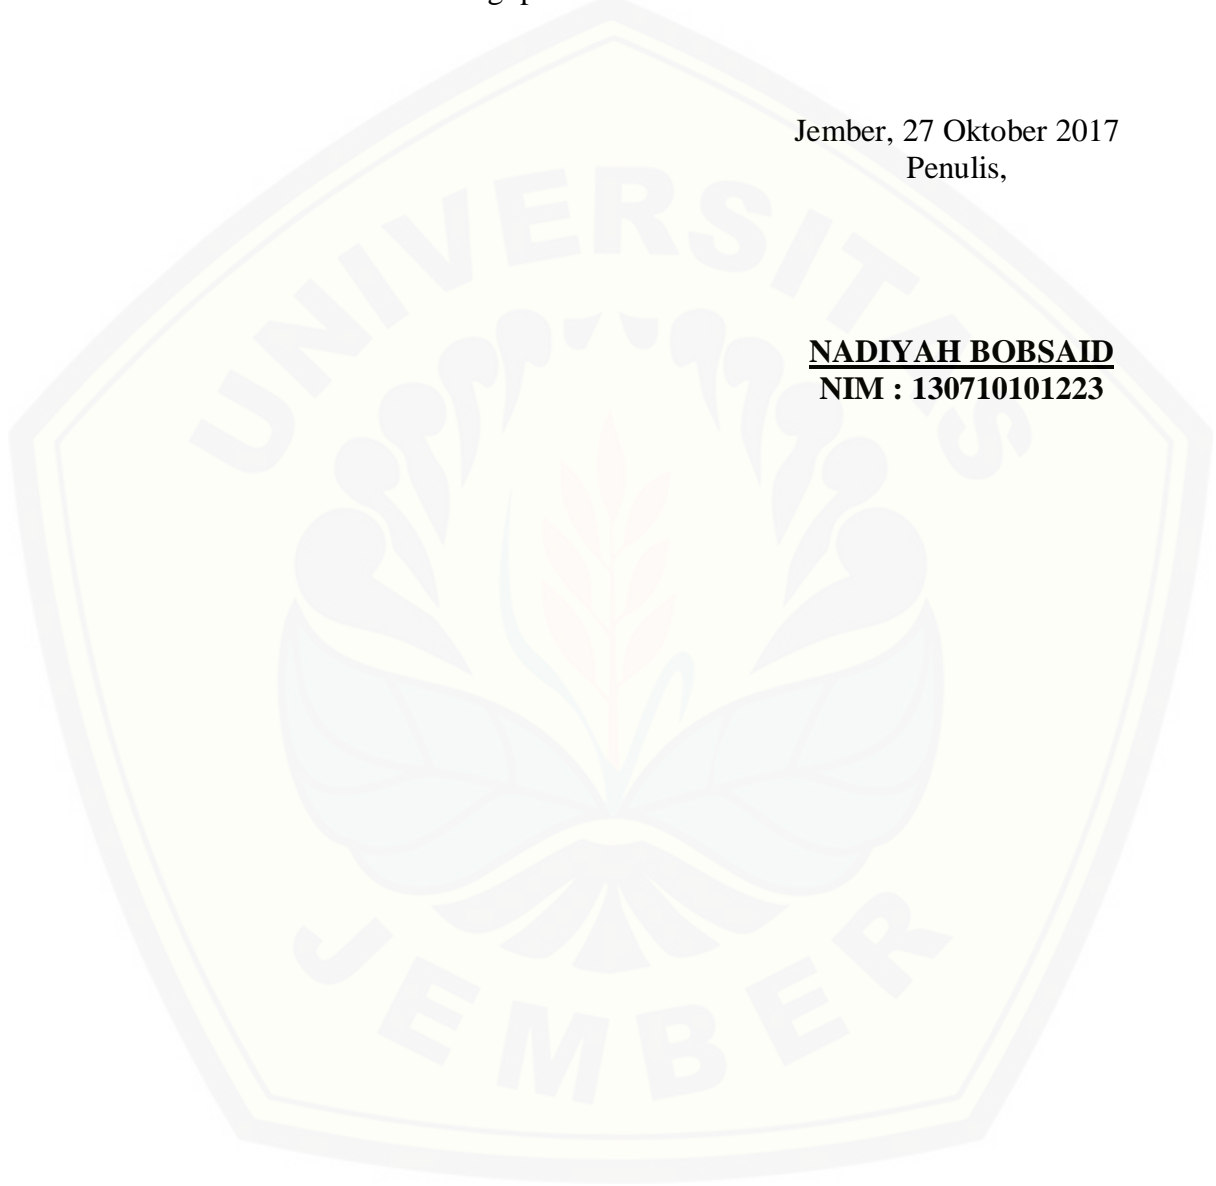 Jember, 27 Oktober 2017
Penulis,
UNIVERSITAS
NADIYAH BOBSAID
NIM : 130710101223
JEMBER